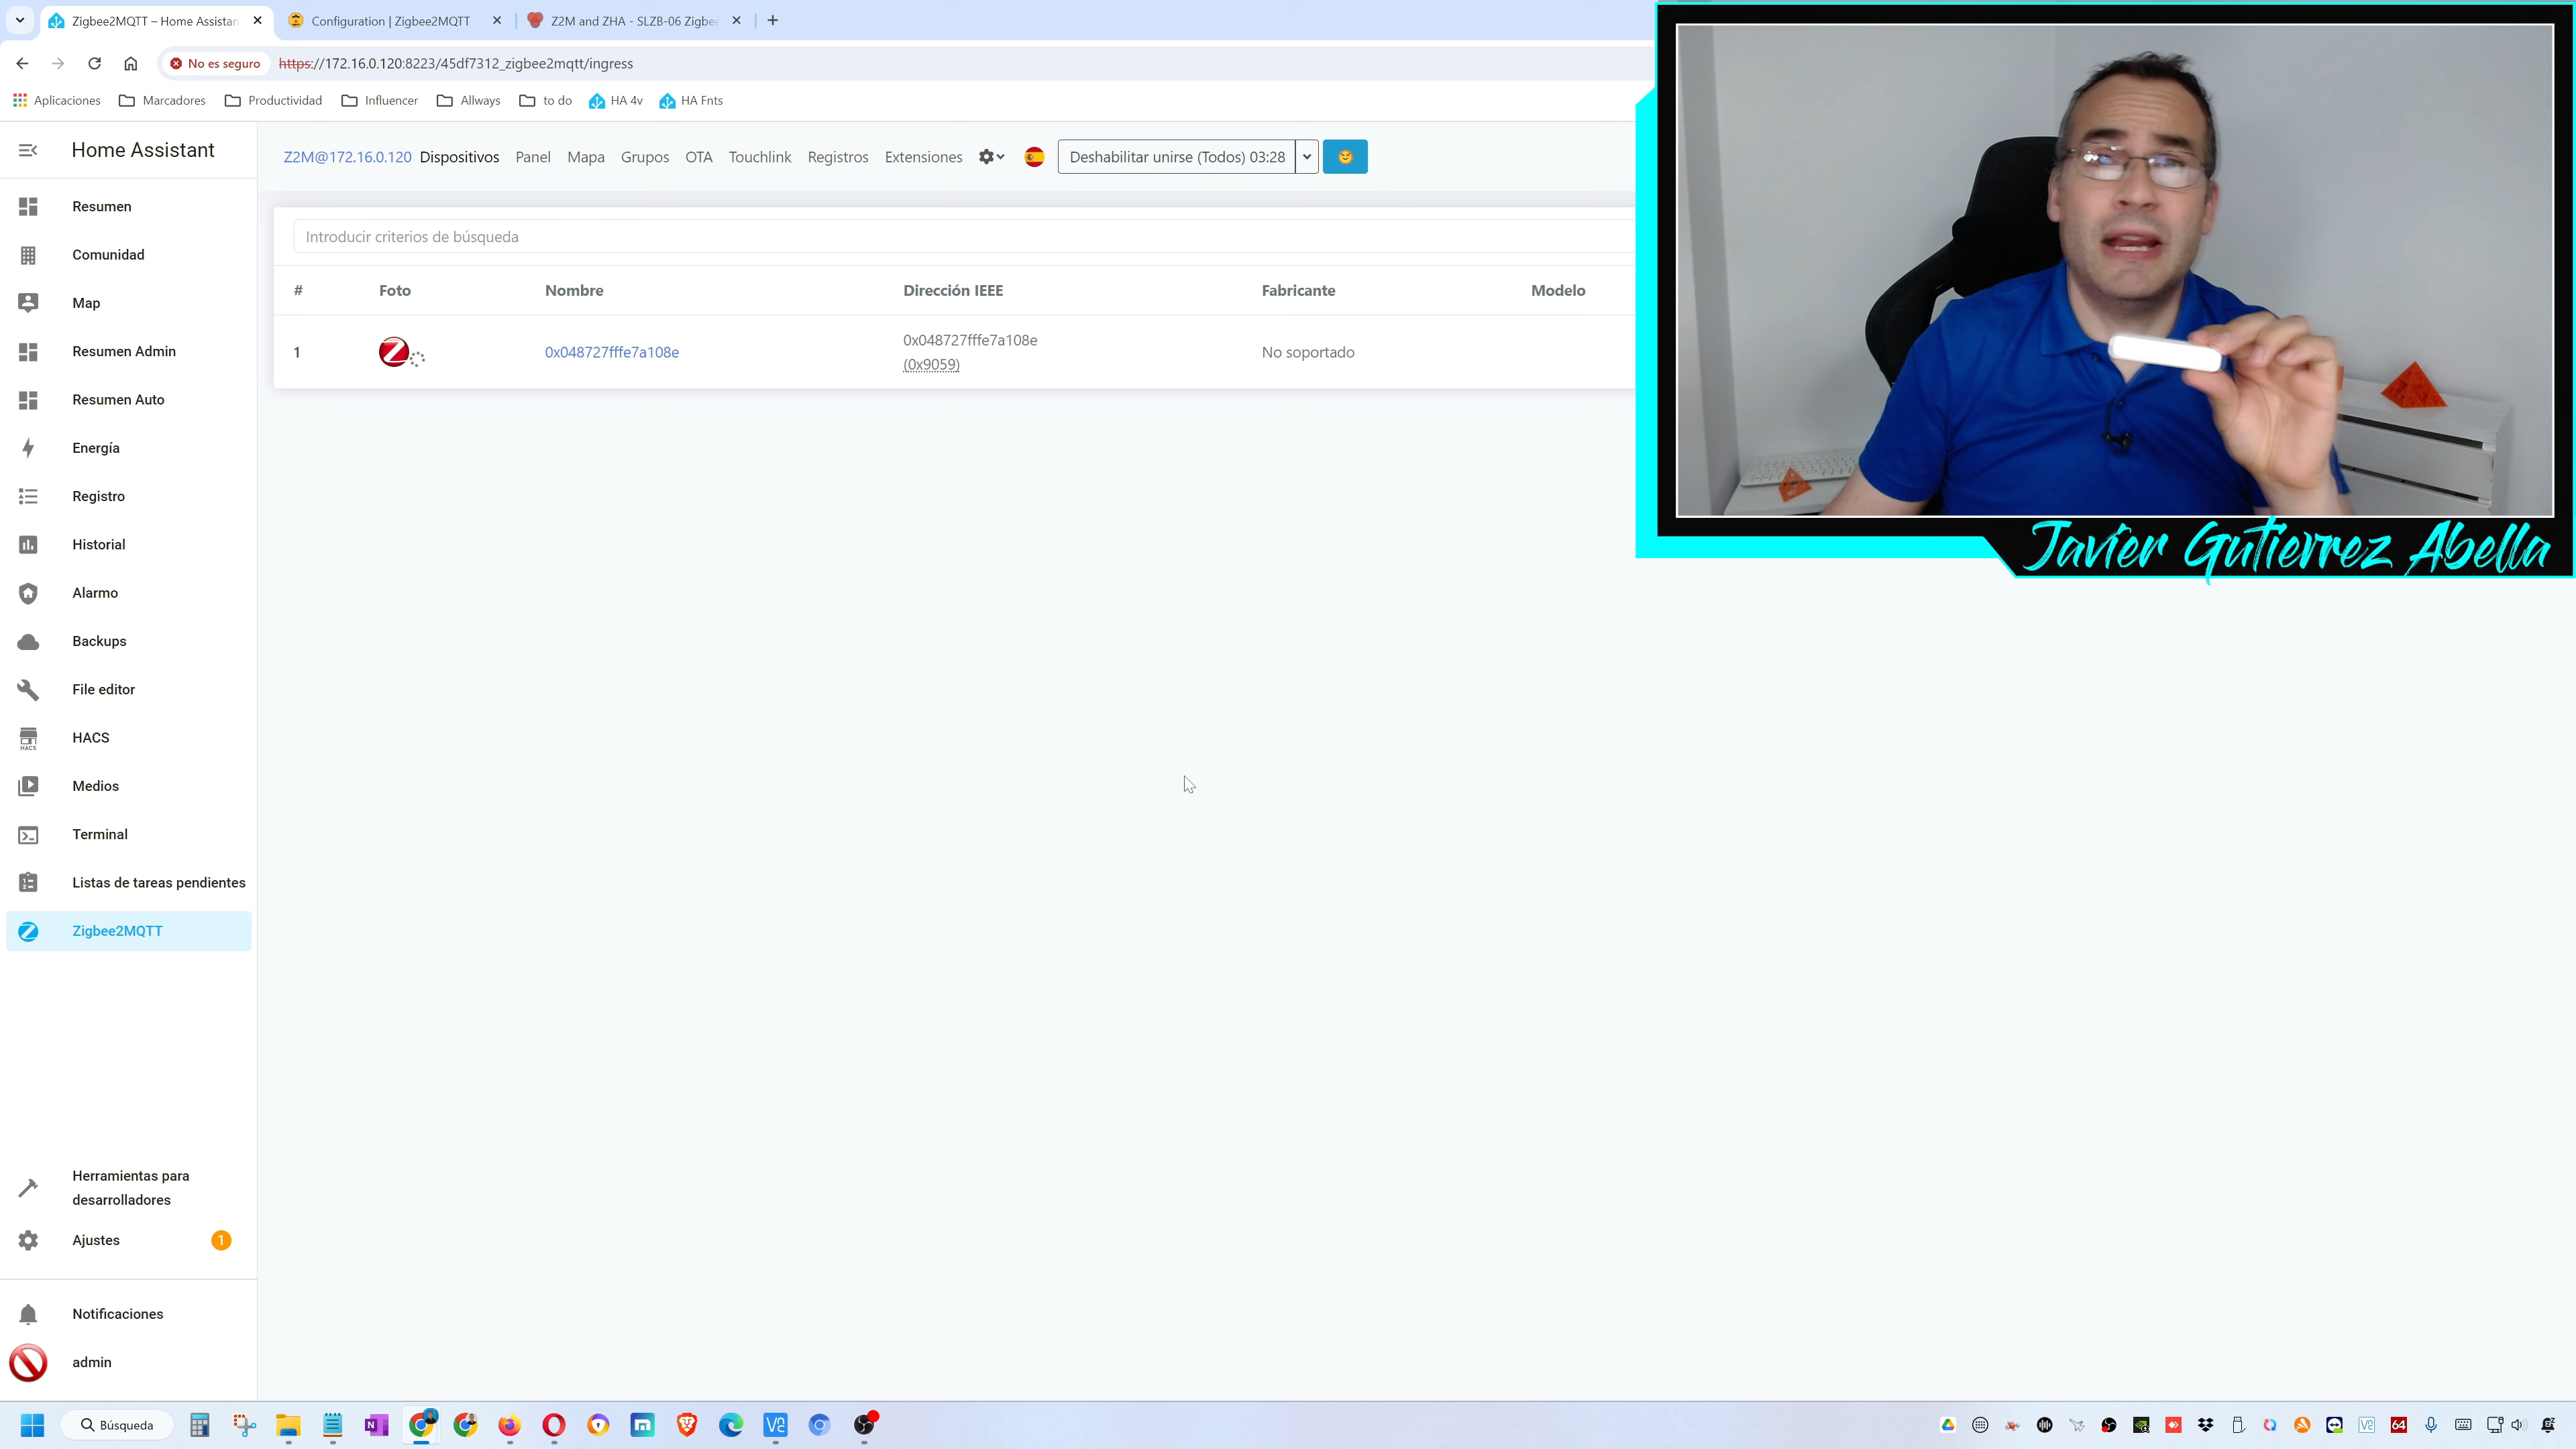 Zigbee2MQTT – Home Assistan
Configuration | Zigbee2MQTT
Z2M and ZHA - SLZB-06 Zigbe
No es seguro
https://172.16.0.120:8223/45df7312_zigbee2mqtt/ingress
Aplicaciones
Marcadores
Productividad
Influencer
Allways
to do
HA 4v
HA Fnts
Home Assistant
Z2M@172.16.0.120
Dispositivos
Panel
Mapa
Grupos
OTA
Touchlink
Registros
Extensiones
Deshabilitar unirse (Todos) 03:28
Introducir criterios de búsqueda
# Foto Nombre Dirección IEEE Fabricante Modelo
1 0x048727fffe7a108e 0x048727fffe7a108e No soportado
(0x9059)
Resumen
Comunidad
Map
Resumen Admin
Resumen Auto
Energía
Registro
Historial
Alarmo
Backups
File editor
HACS
HACS
Medios
Terminal
Listas de tareas pendientes
Zigbee2MQTT
Herramientas para
desarrolladores
Ajustes 1
Notificaciones
admin
Javier Gutierrez Abella
Búsqueda
64